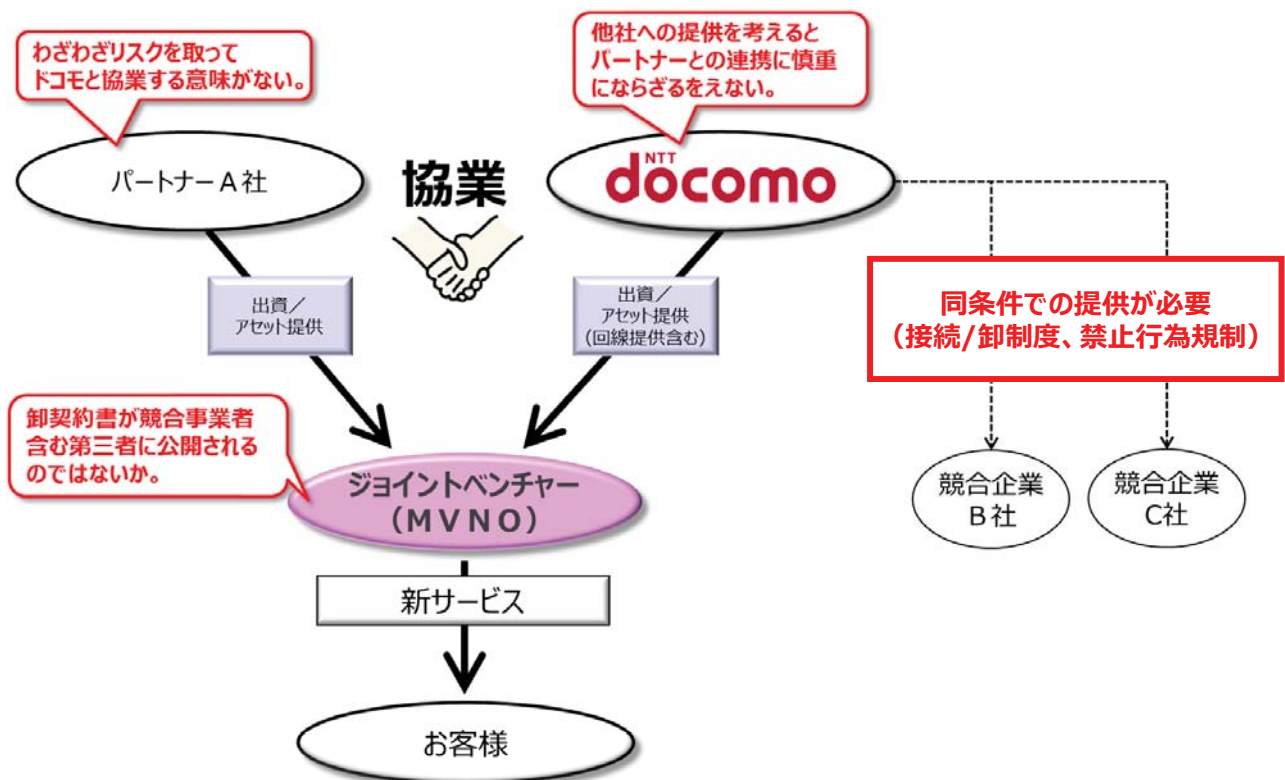 わざわざリスクを取って
ドコモと協業する意味がない。
他社への提供を考えると
パートナーとの連携に慎重
にならざるをえない。
パートナーA社
協業
NTT
docomo
出資／
アセット提供
出資／
アセット提供
(回線提供含む)
同条件での提供が必要
（接続/卸制度、禁止行為規制）
卸契約書が競合事業者
含む第三者に公開される
のではないか。
ジョイントベンチャー
（MVNO）
競合企業
B社
競合企業
C社
新サービス
お客様